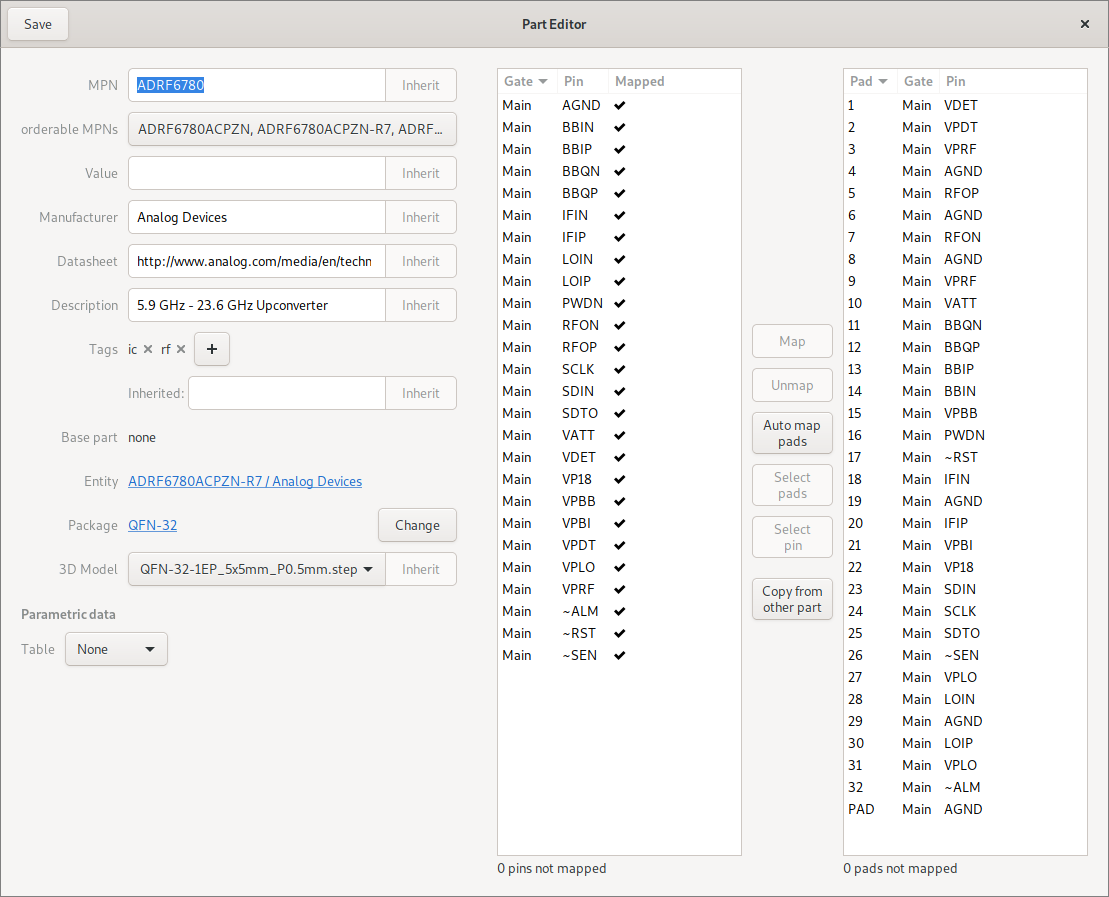 Save
Part Editor
MPN ADRF6780 Inherit
orderable MPNs ADRF6780ACPZN, ADRF6780ACPZN-R7, ADRF...
Value Inherit
Manufacturer Analog Devices Inherit
Datasheet http://www.analog.com/media/en/techn Inherit
Description 5.9 GHz - 23.6 GHz Upconverter Inherit
Tags ic rf +
Inherited: Inherit
Base part none
Entity ADRF6780ACPZN-R7 / Analog Devices
Package QFN-32 Change
3D Model QFN-32-1EP_5x5mm_P0.5mm.step Inherit
Parametric data
Table None
Gate Pin Mapped
Main AGND ✔
Main BBIN ✔
Main BBIP ✔
Main BBQN ✔
Main BBQP ✔
Main IFIN ✔
Main IFIP ✔
Main LOIN ✔
Main LOIP ✔
Main PWDN ✔
Main RFON ✔
Main RFOP ✔
Main SCLK ✔
Main SDIN ✔
Main SDTO ✔
Main VATT ✔
Main VDET ✔
Main VP18 ✔
Main VPBB ✔
Main VPBI ✔
Main VPDT ✔
Main VPLO ✔
Main VPRF ✔
Main ~ALM ✔
Main ~RST ✔
Main ~SEN ✔
0 pins not mapped
Map
Unmap
Auto map
pads
Select
pads
Select
pin
Copy from
other part
Pad Gate Pin
1 Main VDET
2 Main VPDT
3 Main VPRF
4 Main AGND
5 Main RFOP
6 Main AGND
7 Main RFON
8 Main AGND
9 Main VPRF
10 Main VATT
11 Main BBQN
12 Main BBQP
13 Main BBIP
14 Main BBIN
15 Main VPBB
16 Main PWDN
17 Main ~RST
18 Main IFIN
19 Main AGND
20 Main IFIP
21 Main VPBI
22 Main VP18
23 Main SDIN
24 Main SCLK
25 Main SDTO
26 Main ~SEN
27 Main VPLO
28 Main LOIN
29 Main AGND
30 Main LOIP
31 Main VPLO
32 Main ~ALM
PAD Main AGND
0 pads not mapped